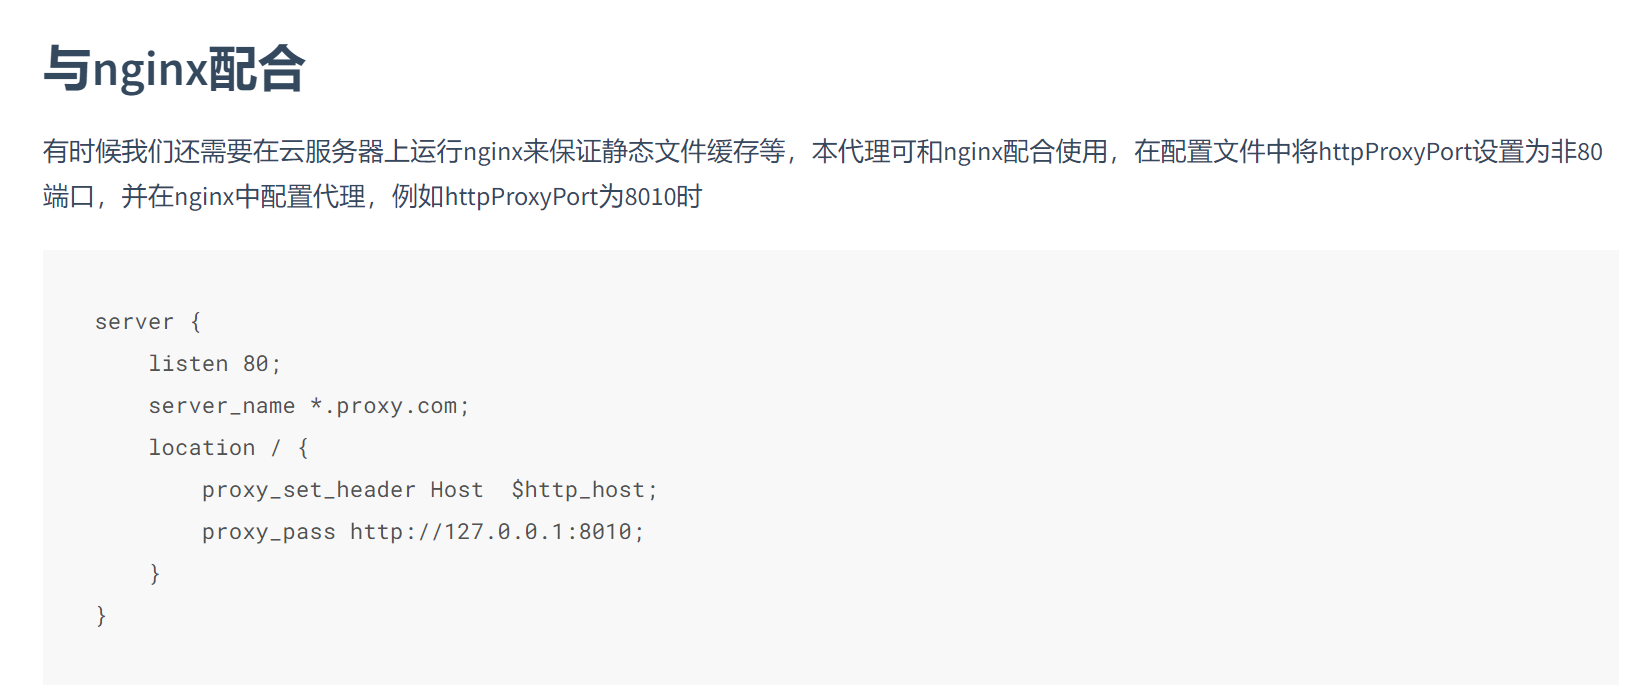 与nginx配合
有时候我们还需要在云服务器上运行nginx来保证静态文件缓存等，本代理可和nginx配合使用，在配置文件中将httpProxyPort设置为非80
端口，并在nginx中配置代理，例如httpProxyPort为8010时
server {
    listen 80;
    server_name *.proxy.com;
    location / {
        proxy_set_header Host  $http_host;
        proxy_pass http://127.0.0.1:8010;
    }
}